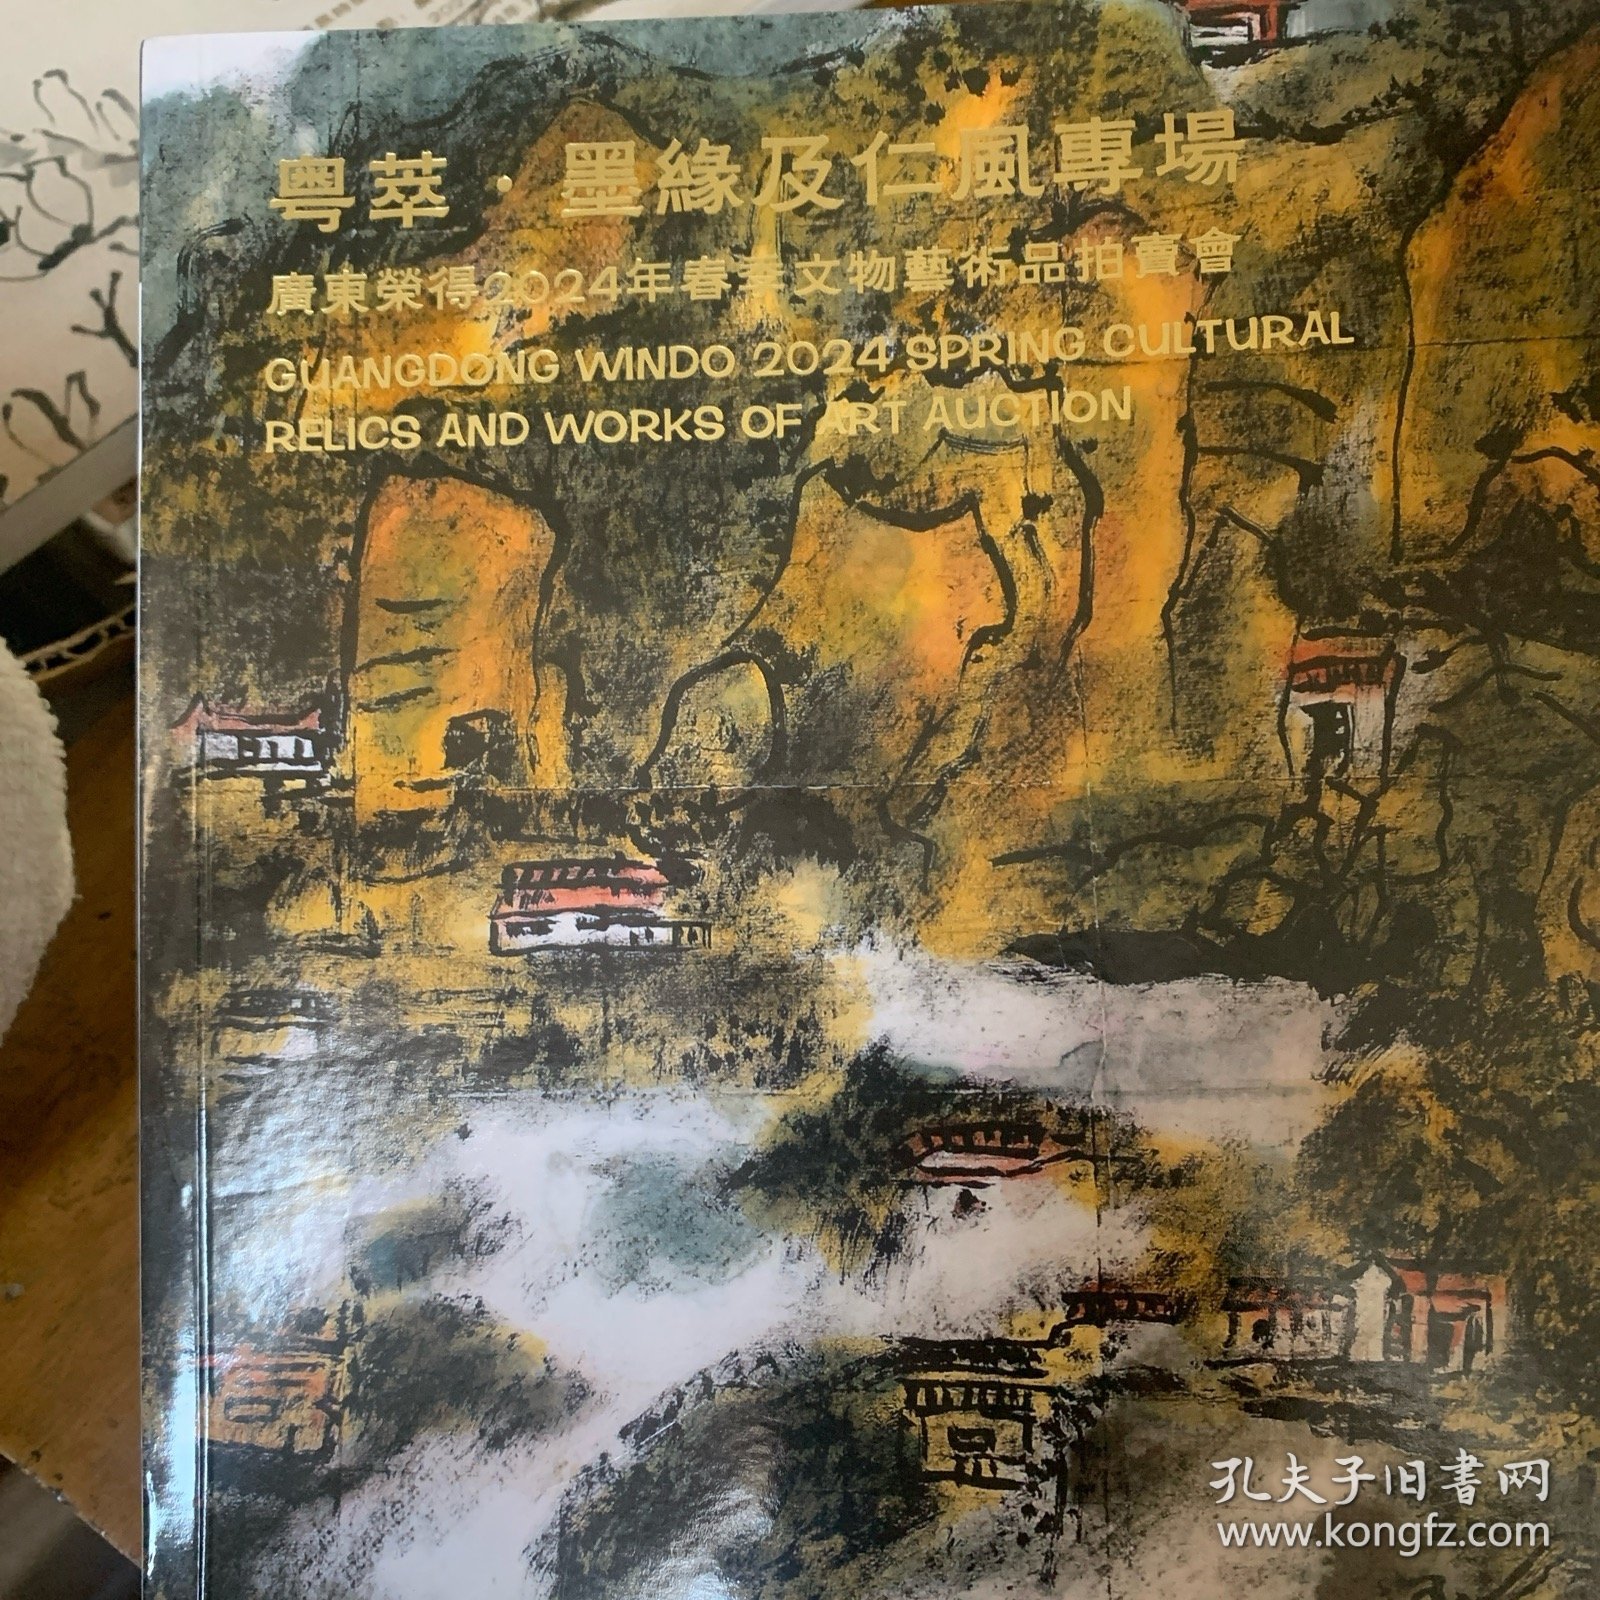 粤萃·墨緣及仁風專場
廣東榮得2024年春季文物藝術品拍賣會
GUANGDONG WINDO 2024 SPRING CULTURAL
RELICS AND WORKS OF ART AUCTION
孔夫子旧書网
www.kongfz.com